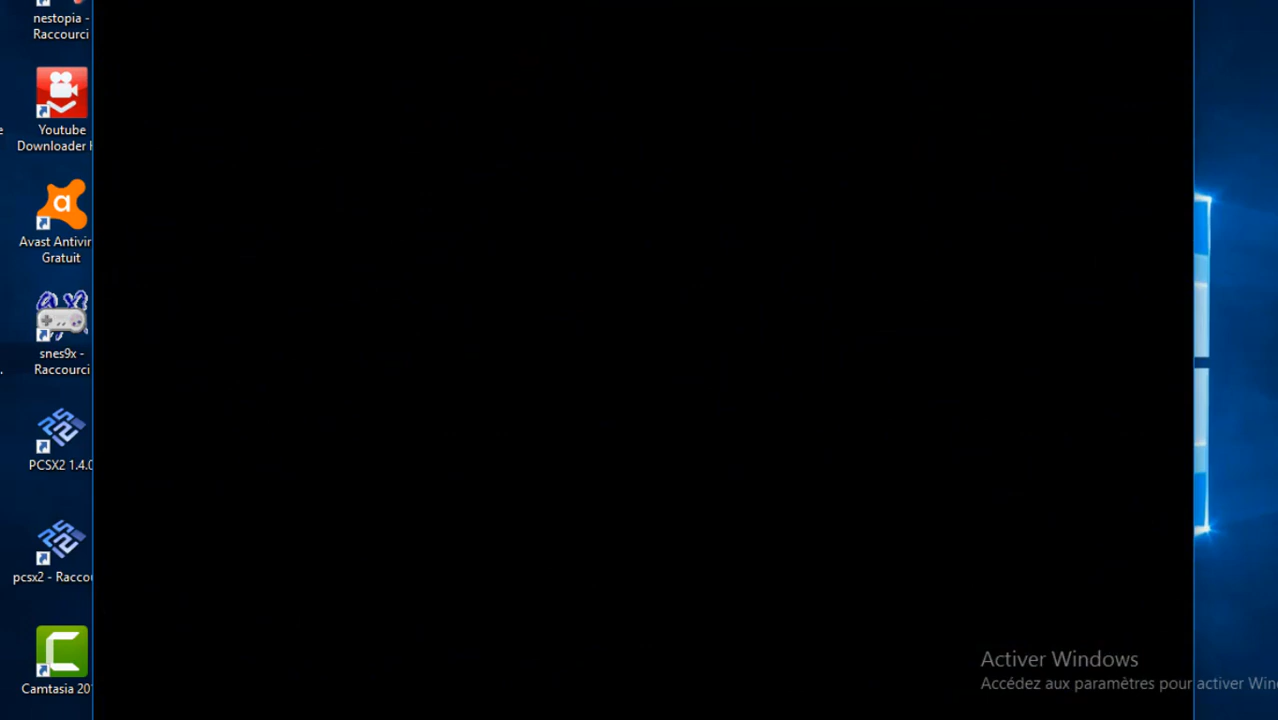 nestopia -
Raccourci
Youtube
Downloader
Avast Antivir
Gratuit
snes9x -
Raccourci
PCSX2 1.4.0
pcsx2 - Raccou
Camtasia 20
Activer Windows
Accédez aux paramètres pour activer Win